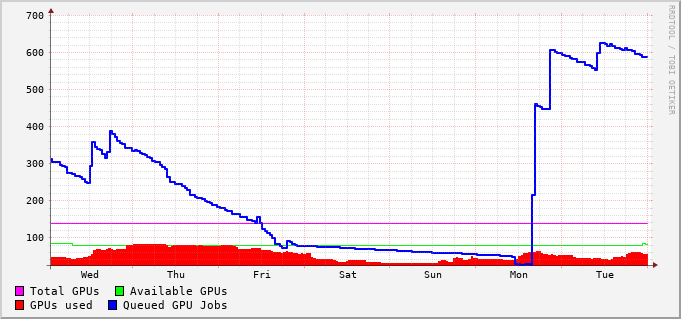 700
600
500
400
300
200
100
Wed Thu Fri Sat Sun Mon Tue
Total GPUs Available GPUs
GPUs used Queued GPU Jobs
RRDTOOL / TOBI OETIKER